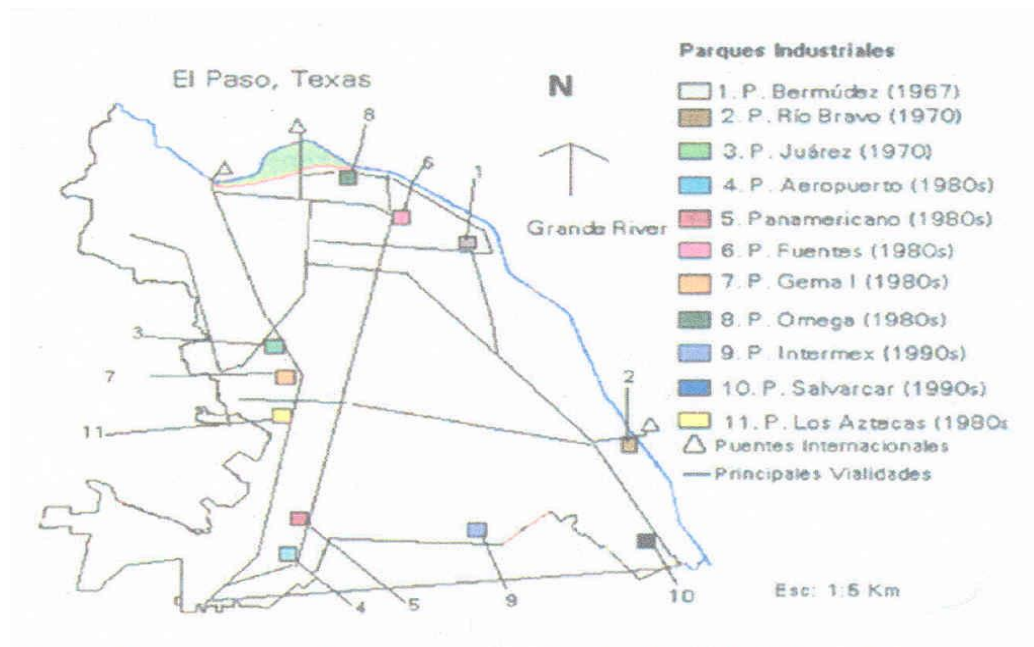 El Paso, Texas
N
8
6
1
Grande River
3
7
11
2
4
5
9
10
Parques Industriales
1. P. Bermúdez (1967)
2. P. Río Bravo (1970)
3. P. Juárez (1970)
4. P. Aeropuerto (1980s)
5. Panamericano (1980s)
6. P. Fuentes (1980s)
7. P. Gema I (1980s)
8. P. Omega (1980s)
9. P. Intermex (1990s)
10. P. Salvarcar (1990s)
11. P. Los Aztecas (1980s
Puentes Internacionales
Principales Vialidades
Esc: 1:5 Km